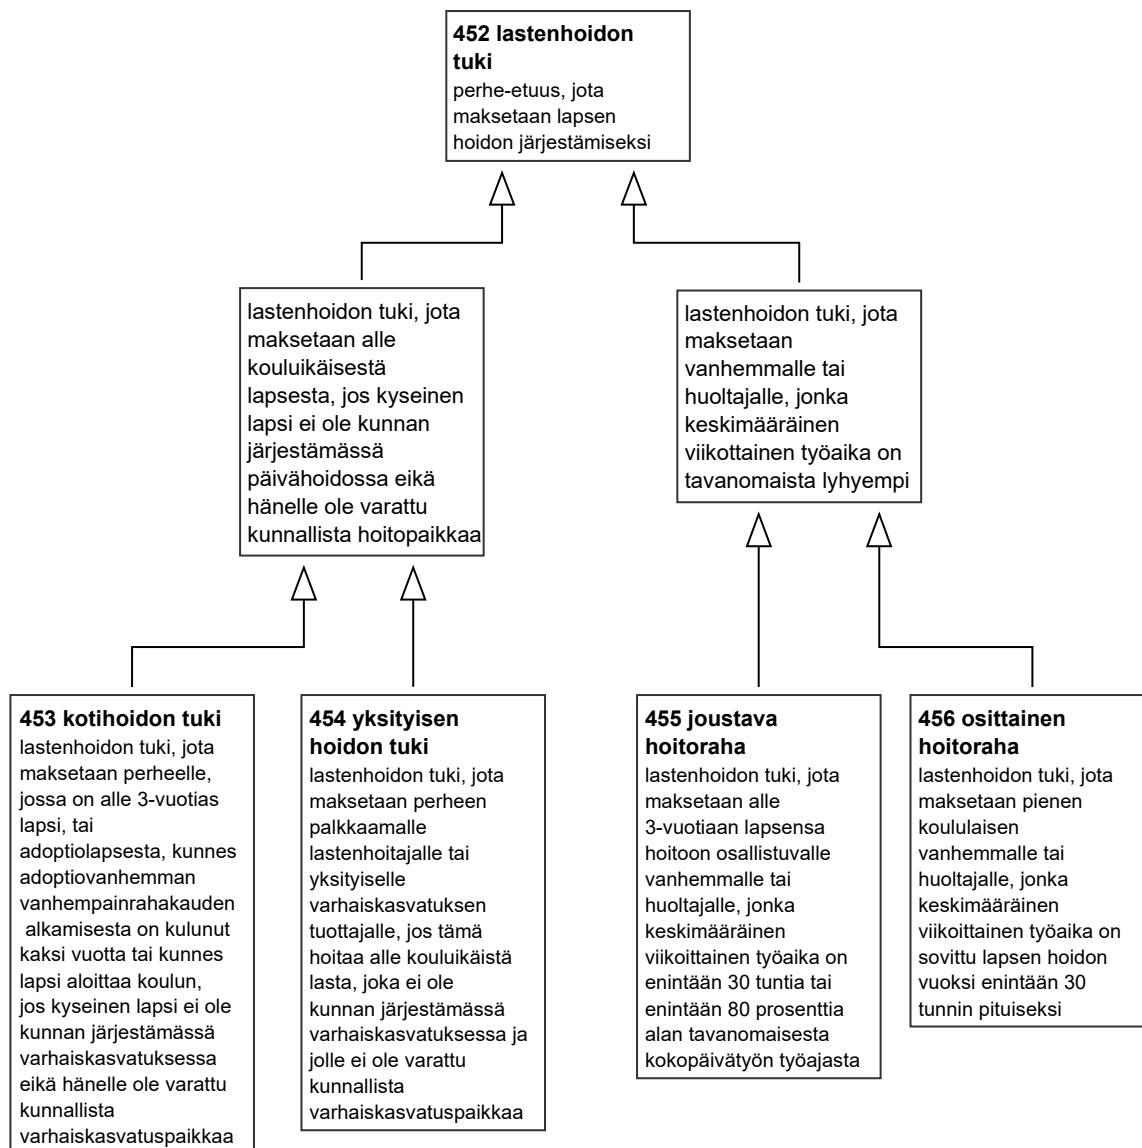 452 lastenhoidon
tuki
perhe-etuus, jota
maksetaan lapsen
hoidon järjestämiseksi
lastenhoidon tuki, jota
maksetaan alle
kouluikäisestä
lapsesta, jos kyseinen
lapsi ei ole kunnan
järjestämässä
päivähoidossa eikä
hänelle ole varattu
kunnallista hoitopaikkaa
lastenhoidon tuki, jota
maksetaan
vanhemmalle tai
huoltajalle, jonka
keskimääräinen
viikottainen työaika on
tavanomaista lyhyempi
453 kotihoidon tuki
lastenhoidon tuki, jota
maksetaan perheelle,
jossa on alle 3-vuotias
lapsi, tai
adoptiolapsesta, kunnes
adoptiovanhemman
vanhempainrahakauden
alkamisesta on kulunut
kaksi vuotta tai kunnes
lapsi aloittaa koulun,
jos kyseinen lapsi ei ole
kunnan järjestämässä
varhaiskasvatuksessa
eikä hänelle ole varattu
kunnallista
varhaiskasvatuspaikkaa
454 yksityisen
hoidon tuki
lastenhoidon tuki, jota
maksetaan perheen
palkkaamalle
lastenhoitajalle tai
yksityiselle
varhaiskasvatuksen
tuottajalle, jos tämä
hoitaa alle kouluikäistä
lasta, joka ei ole
kunnan järjestämässä
varhaiskasvatuksessa ja
jolle ei ole varattu
kunnallista
varhaiskasvatuspaikkaa
455 joustava
hoitoraha
lastenhoidon tuki, jota
maksetaan alle
3-vuotiaan lapsensa
hoitoon osallistuvalle
vanhemmalle tai
huoltajalle, jonka
keskimääräinen
viikoittainen työaika on
enintään 30 tuntia tai
enintään 80 prosenttia
alan tavanomaisesta
kokopäivätyön työajasta
456 osittainen
hoitoraha
lastenhoidon tuki, jota
maksetaan pienen
koululaisen
vanhemmalle tai
huoltajalle, jonka
keskimääräinen
viikoittainen työaika on
sovittu lapsen hoidon
vuoksi enintään 30
tunnin pituiseksi